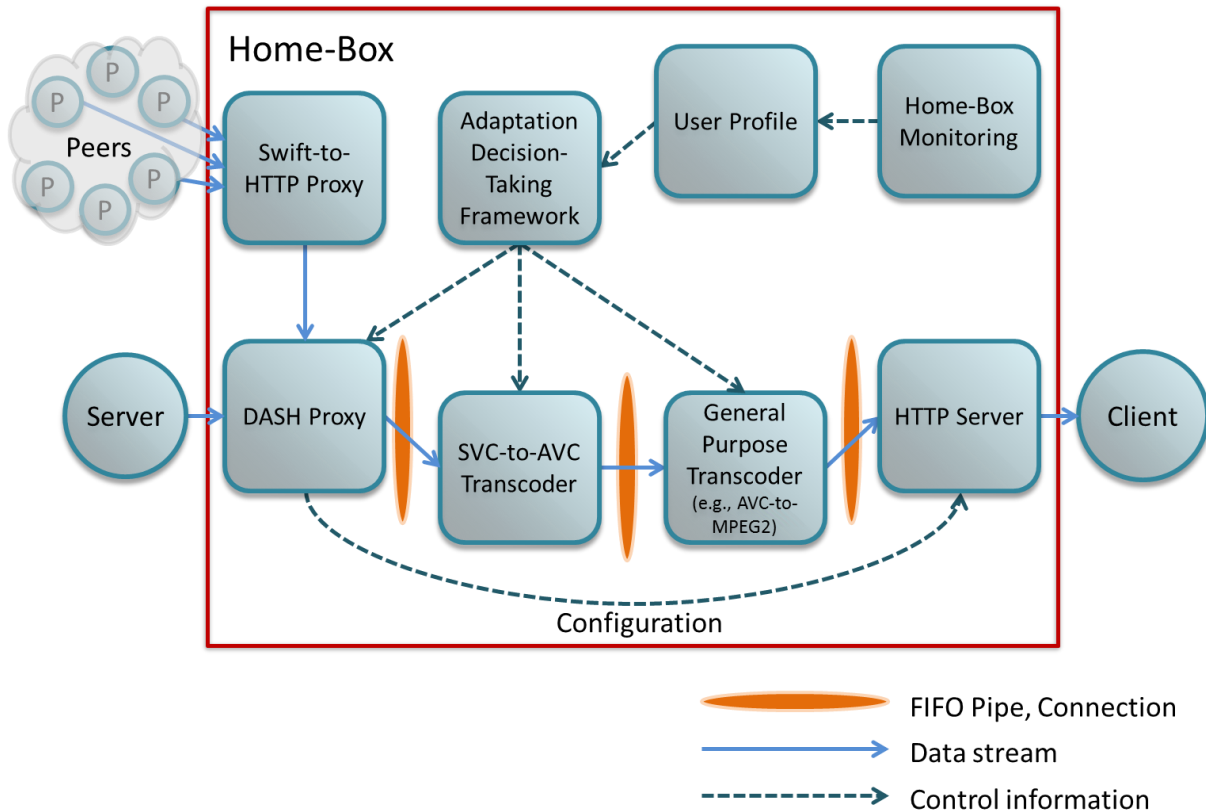 Home-Box
P
P
P
Peers
P
P
P
Swift-to-
HTTP Proxy
Adaptation
Decision-
Taking
Framework
User Profile
Home-Box
Monitoring
Server
DASH Proxy
SVC-to-AVC
Transcoder
General
Purpose
Transcoder
(e.g., AVC-to-
MPEG2)
HTTP Server
Client
Configuration
FIFO Pipe, Connection
Data stream
Control information